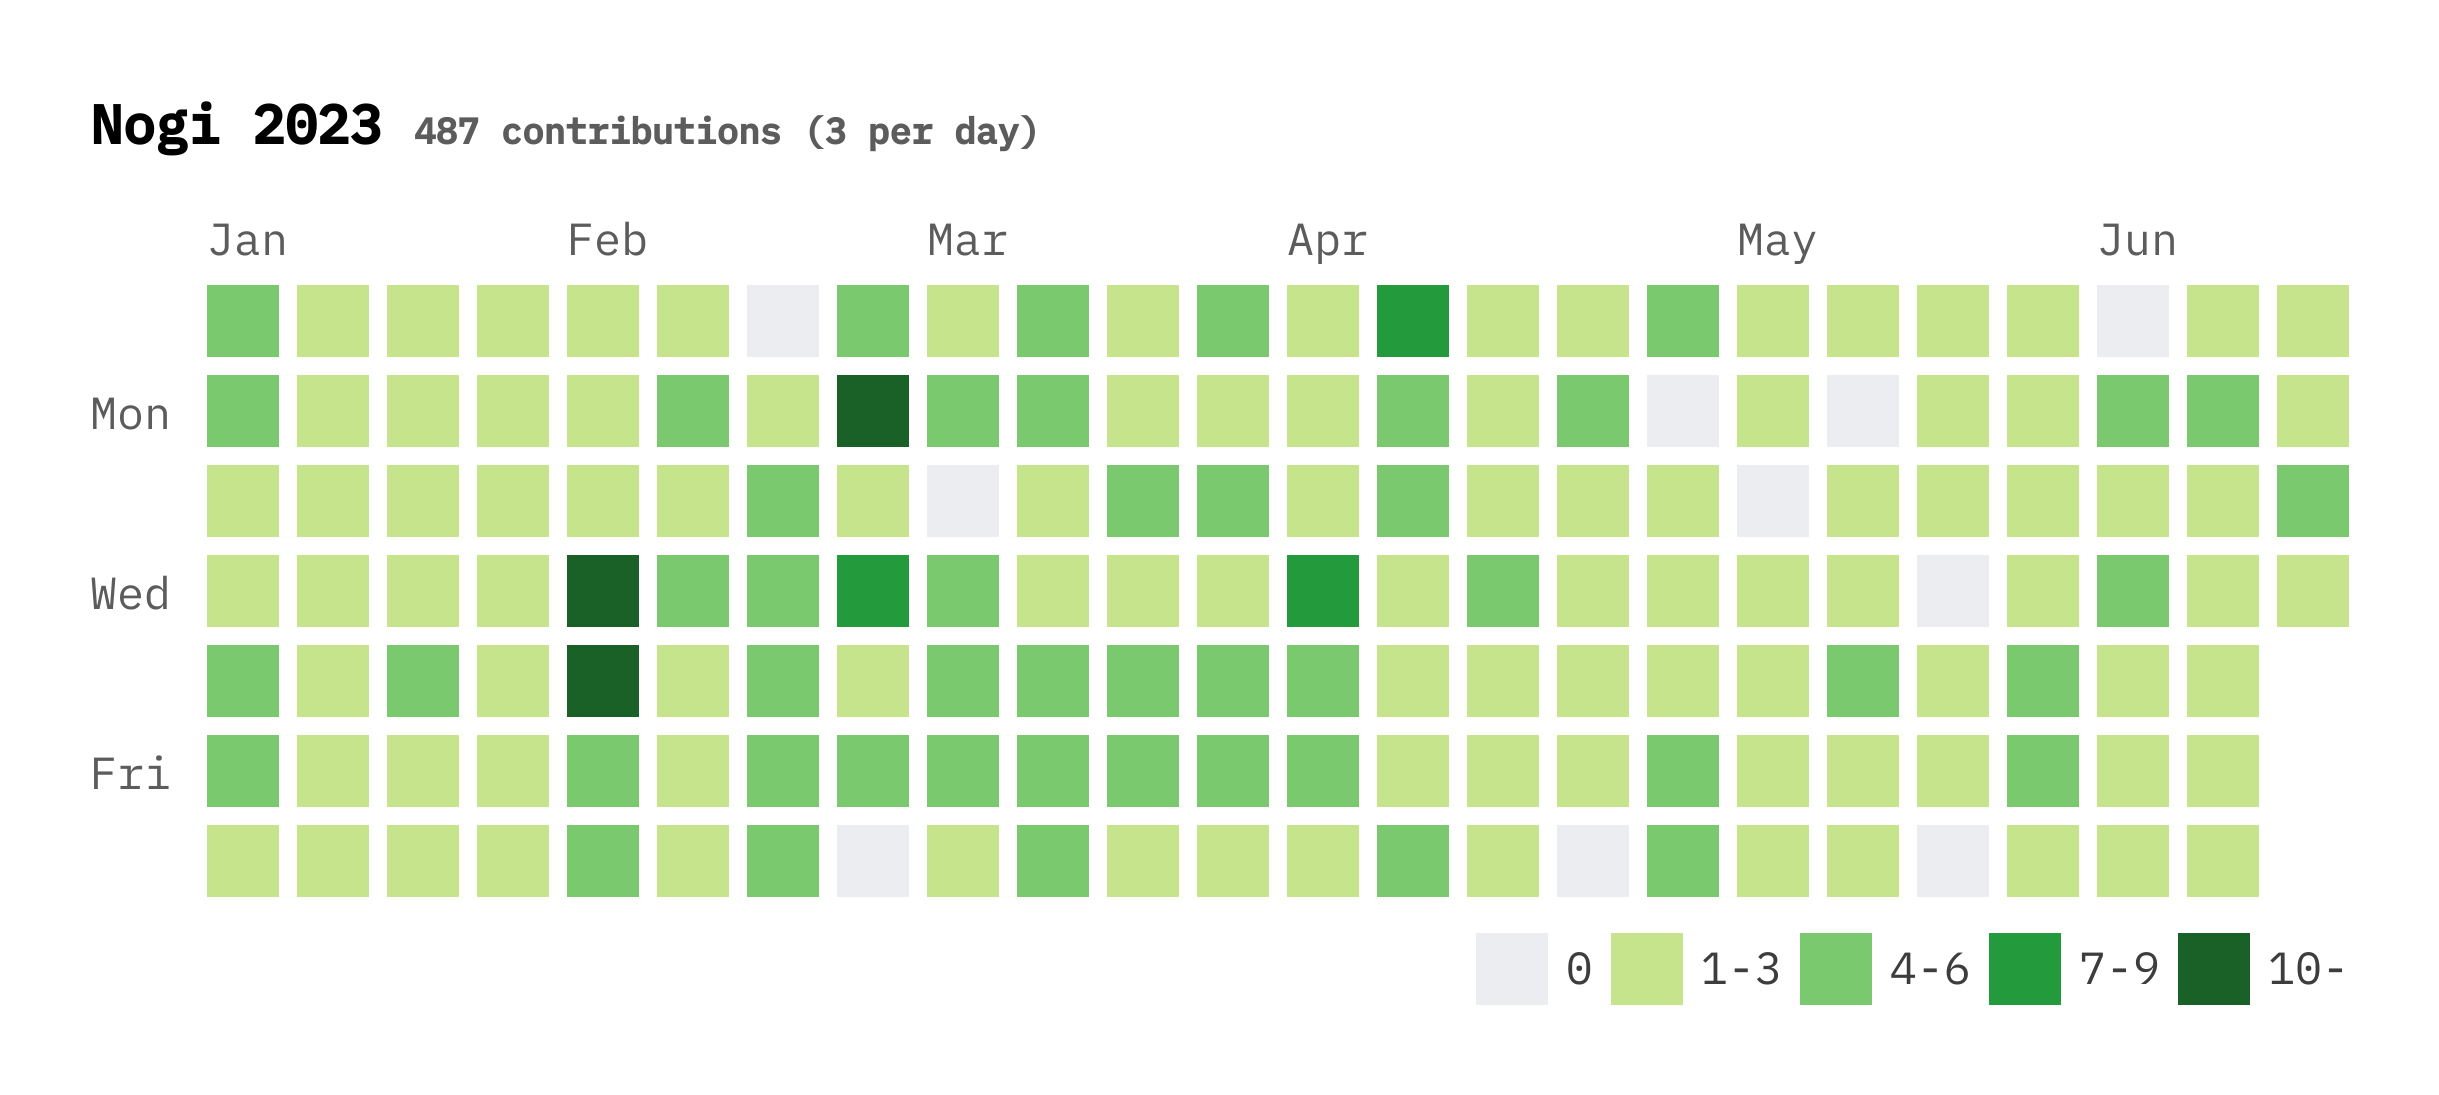 Nogi 2023 487 contributions (3 per day)
Jan Feb Mar Apr May Jun
Mon
Wed
Fri
0 1-3 4-6 7-9 10-